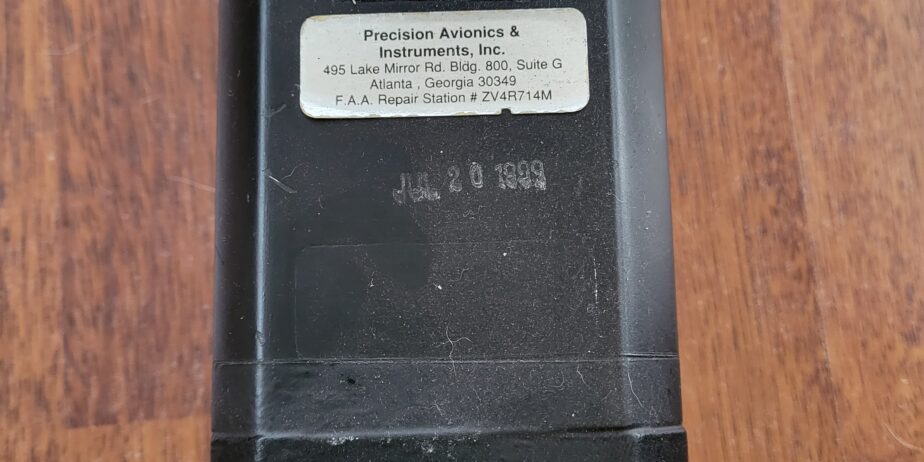 Precision Avionics &
Instruments, Inc.
495 Lake Mirror Rd. Bldg. 800, Suite G
Atlanta , Georgia 30349
F.A.A. Repair Station # ZV4R714M
JUL 20 1999